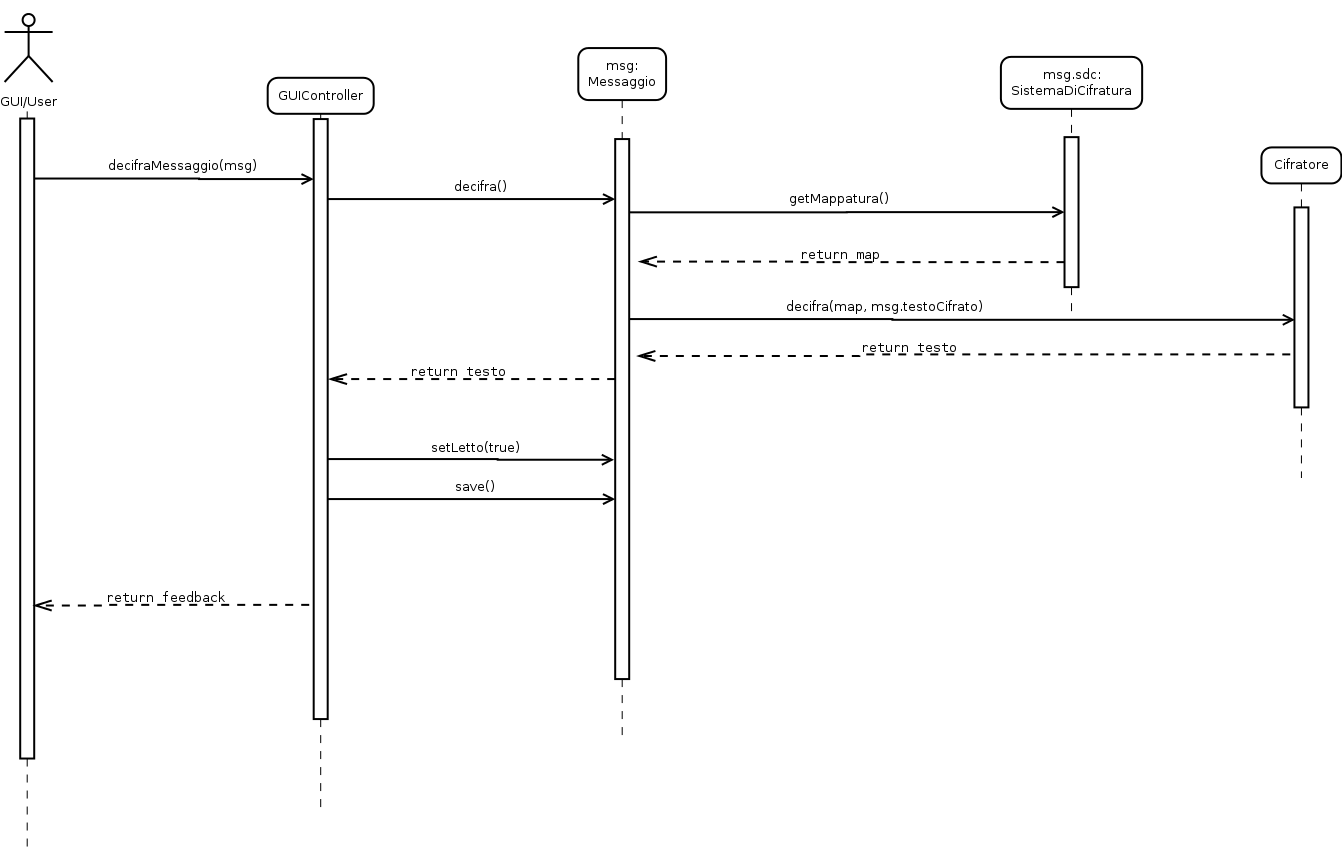 msg:
Messaggio
msg.sdc:
SistemaDiCifratura
GUIController
GUI/User
Cifratore
decifraMessaggio(msg)
decifra()
getMappatura()
return map
decifra(map, msg.testoCifrato)
return testo
return testo
setLetto(true)
save()
return feedback